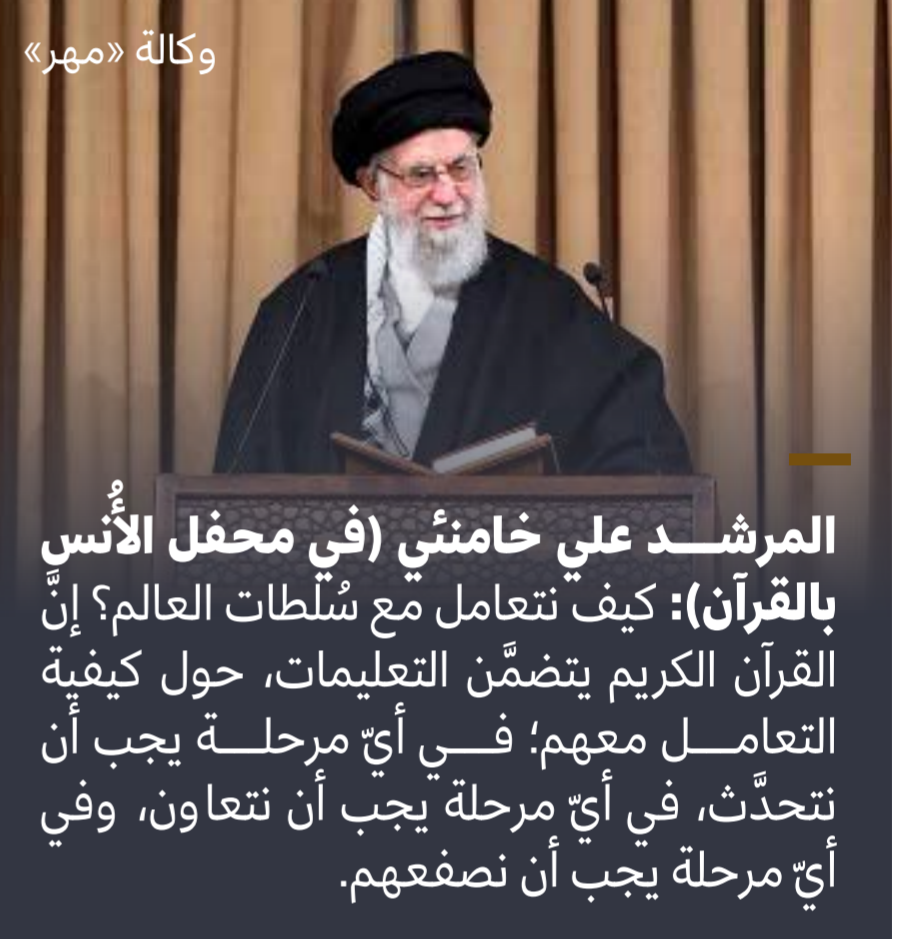 وكالة «مهر»
المرشـــد علي خامنئي (في محفل الأُنس
بالقرآن): كيف نتعامل مع سُلطات العالم؟ إنَّ
القرآن الكريم يتضمَّن التعليمات، حول كيفية
التعامـــل معهم؛ فـــي أيّ مرحلـــة يجب أن
نتحدَّث، في أيّ مرحلة يجب أن نتعاون، وفي
أيّ مرحلة يجب أن نصفعهم.